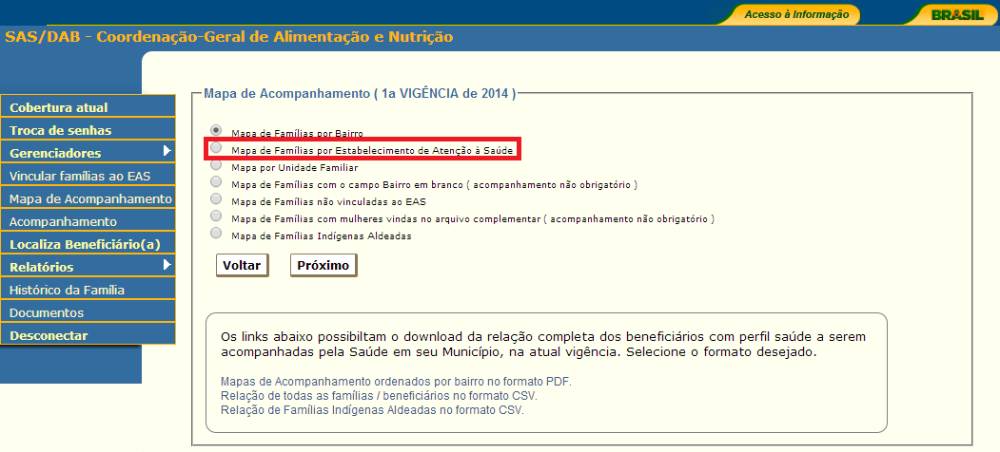 Acesso à Informação
BRASIL
SAS/DAB - Coordenação-Geral de Alimentação e Nutrição
Cobertura atual
Troca de senhas
Gerenciadores
Vincular famílias ao EAS
Mapa de Acompanhamento
Acompanhamento
Localiza Beneficiário(a)
Relatórios
Histórico da Família
Documentos
Desconectar
Mapa de Acompanhamento ( 1a VIGÊNCIA de 2014 )
Mapa de Famílias por Bairro
Mapa de Famílias por Estabelecimento de Atenção à Saúde
Mapa por Unidade Familiar
Mapa de Famílias com o campo Bairro em branco ( acompanhamento não obrigatório )
Mapa de Famílias não vinculadas ao EAS
Mapa de Famílias com mulheres vindas no arquivo complementar ( acompanhamento não obrigatório )
Mapa de Famílias Indígenas Aldeadas
Voltar Próximo
Os links abaixo possibiltam o download da relação completa dos beneficiários com perfil saúde a serem
acompanhadas pela Saúde em seu Município, na atual vigência. Selecione o formato desejado.
Mapas de Acompanhamento ordenados por bairro no formato PDF.
Relação de todas as famílias / beneficiários no formato CSV.
Relação de Famílias Indígenas Aldeadas no formato CSV.